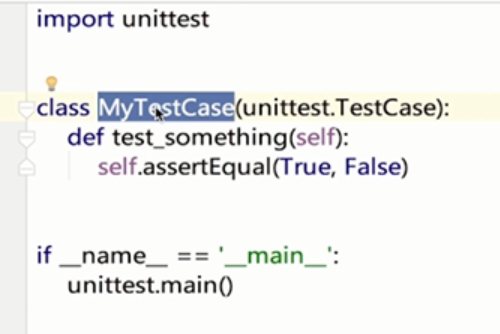 import unittest
class MyTestCase(unittest.TestCase):
def test_something(self):
self.assertEqual(True, False)
if __name__ == '__main__':
unittest.main()